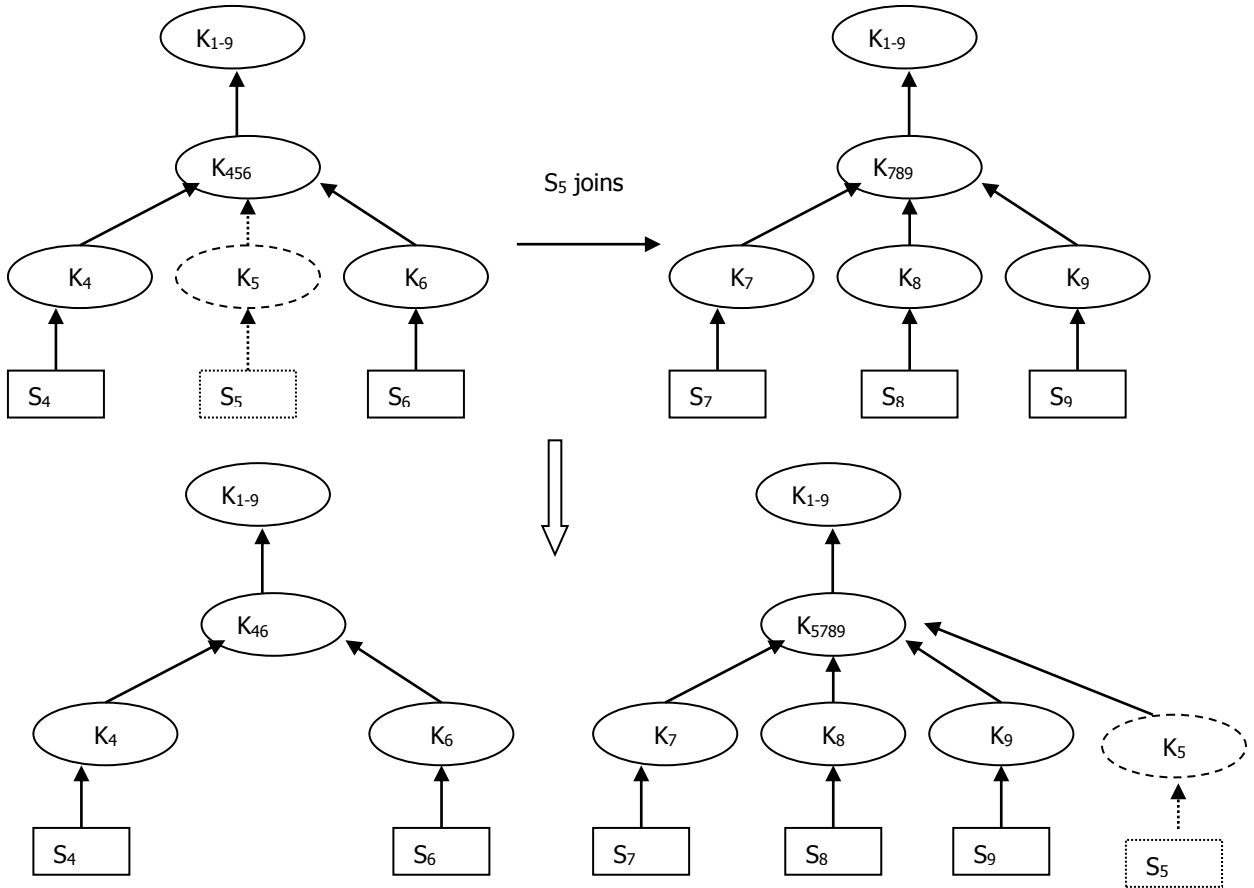 K₁₋₉ K₁₋₉
K₄₅₆ S₅ joins K₇₈₉
K₄ K₅ K₆ K₇ K₈ K₉
S₄ S₅ S₆ S₇ S₈ S₉
K₁₋₉ K₁₋₉
K₄₆ K₅₇₈₉
K₄ K₆ K₇ K₈ K₉ K₅
S₄ S₆ S₇ S₈ S₉ S₅